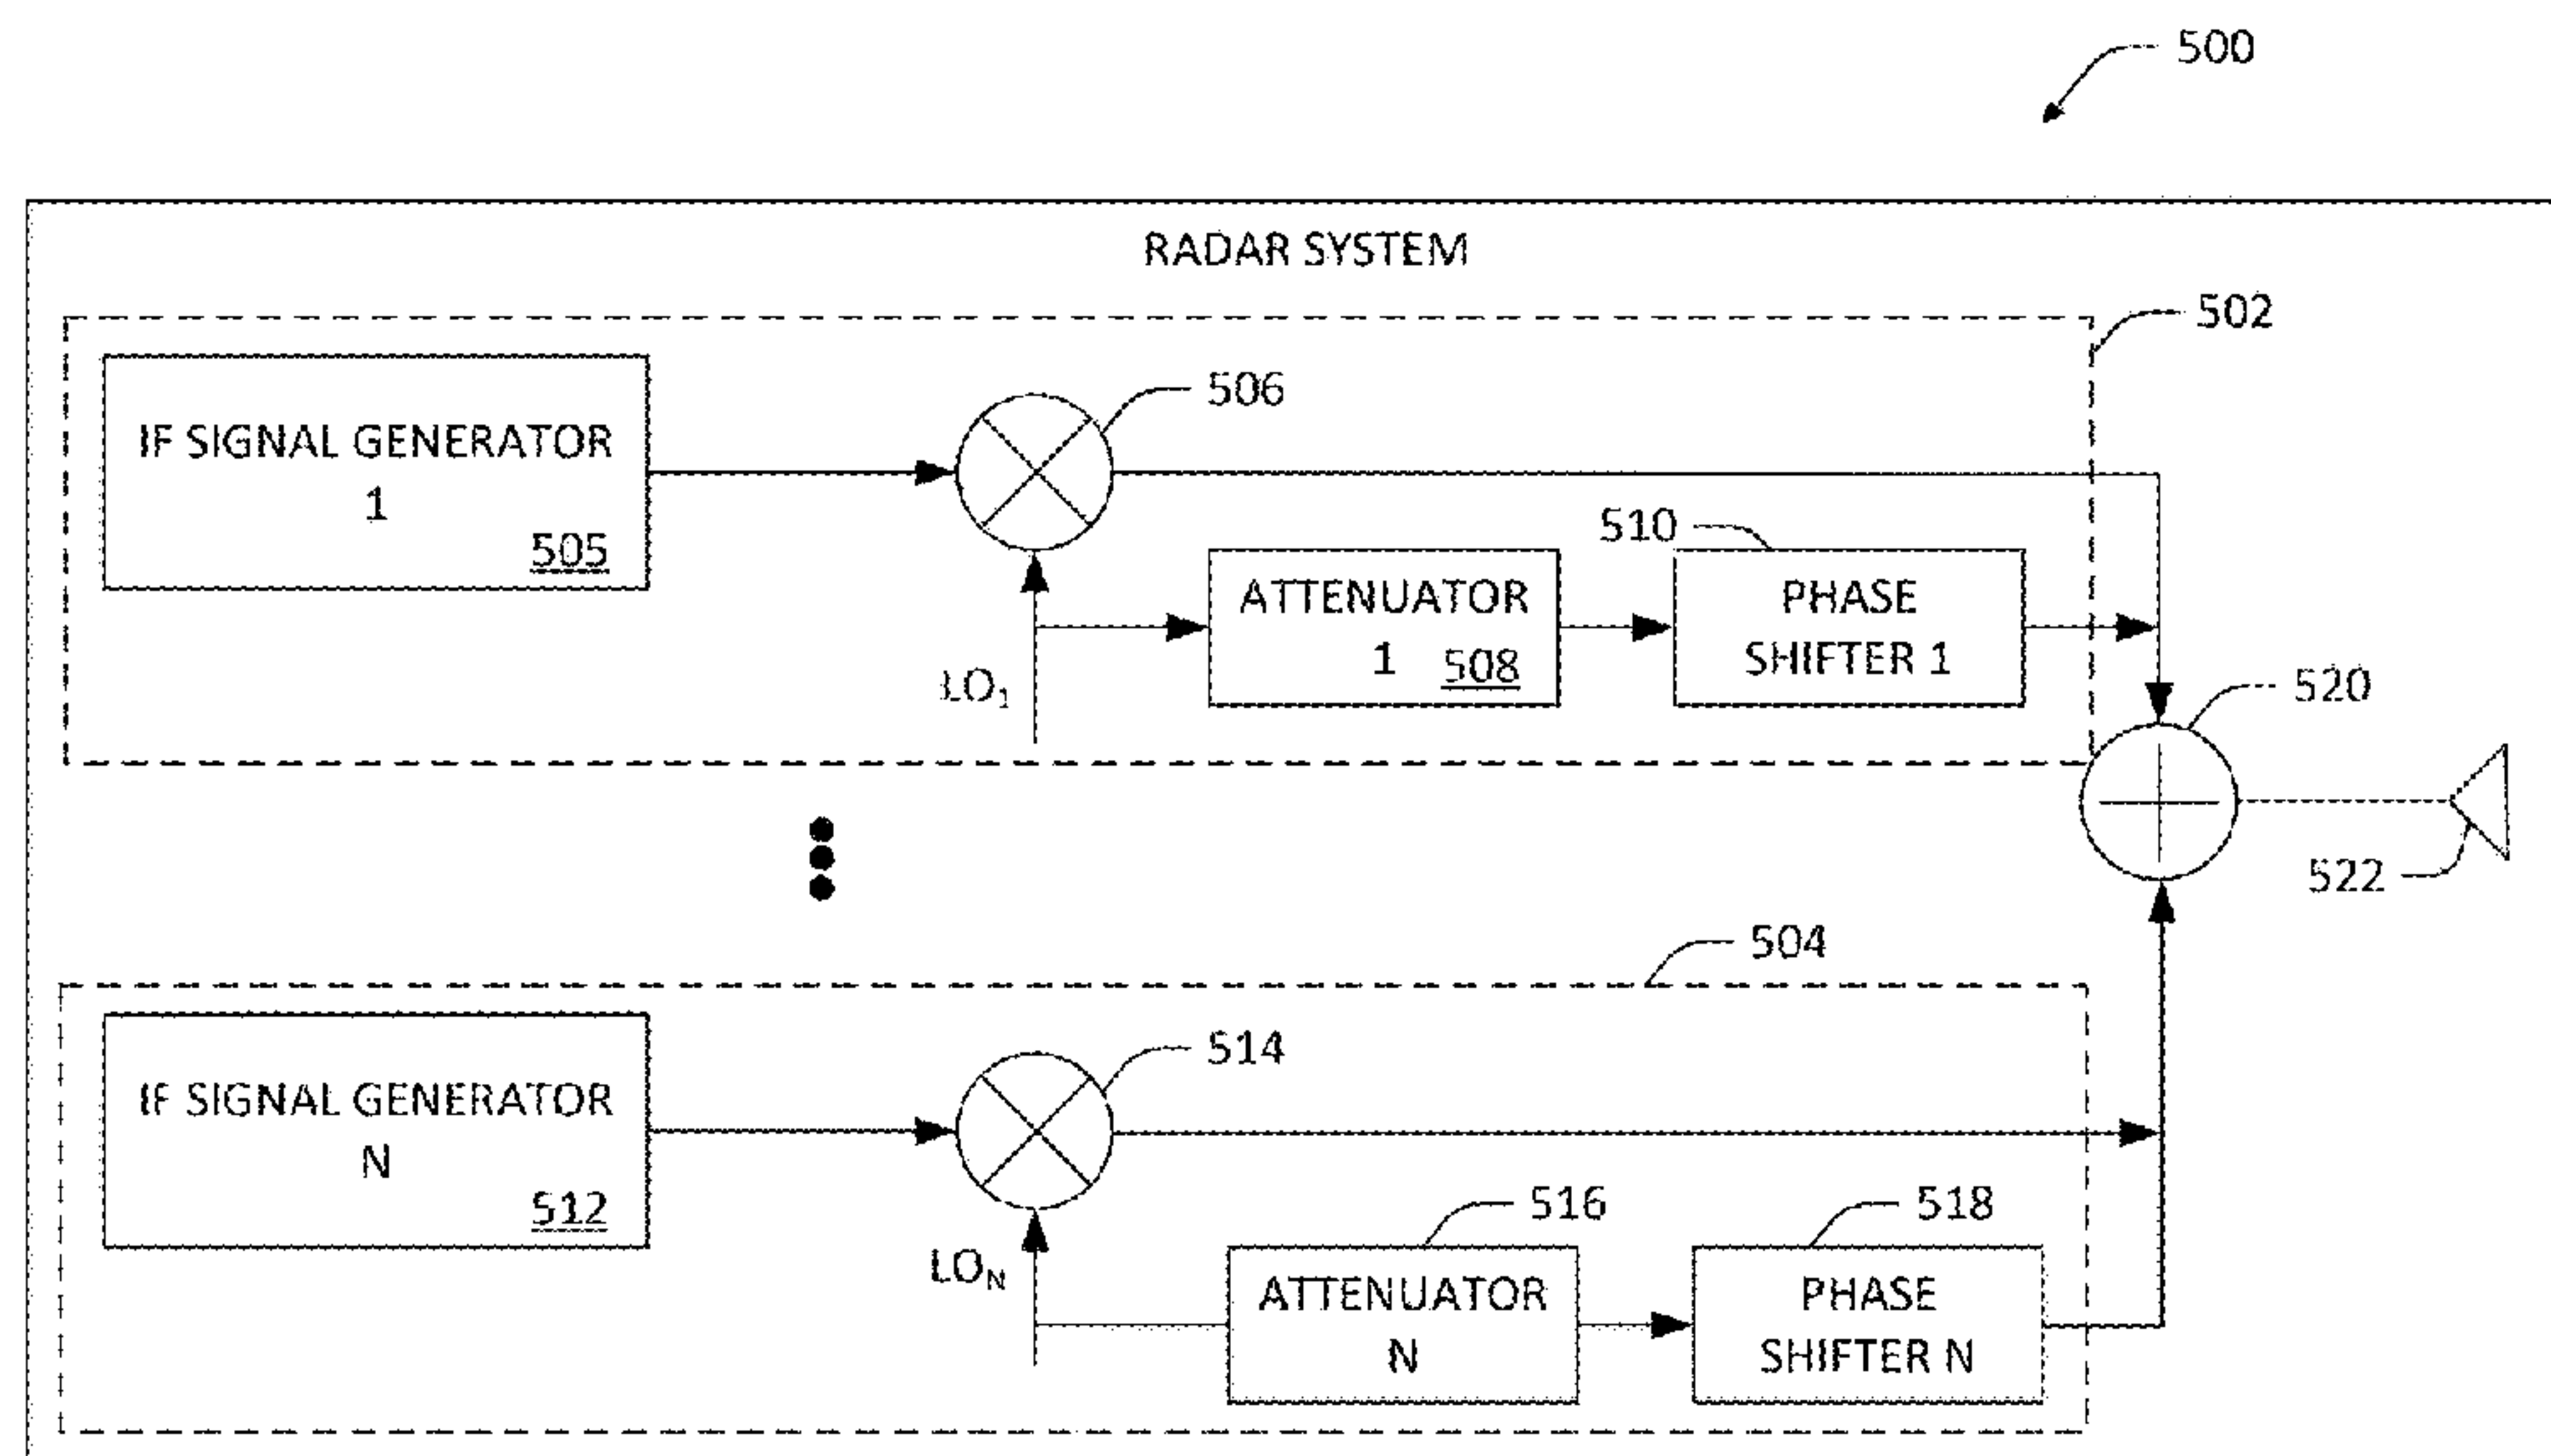 500
RADAR SYSTEM
502
IF SIGNAL GENERATOR
1
505
506
510
ATTENUATOR
1 508
PHASE
SHIFTER 1
LO₁
520
522
504
IF SIGNAL GENERATOR
N
512
514
516
518
LO_N
ATTENUATOR
N
PHASE
SHIFTER N